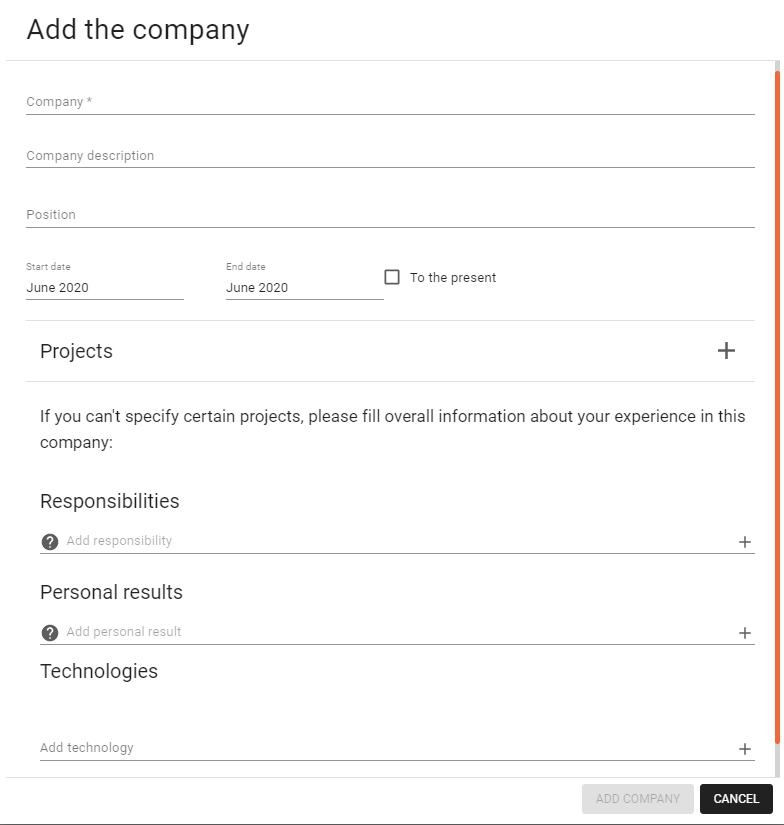 Add the company
Company *
Company description
Position
Start date End date
June 2020 June 2020 To the present
Projects
If you can't specify certain projects, please fill overall information about your experience in this
company:
Responsibilities
? Add responsibility
Personal results
? Add personal result
Technologies
Add technology
ADD COMPANY CANCEL